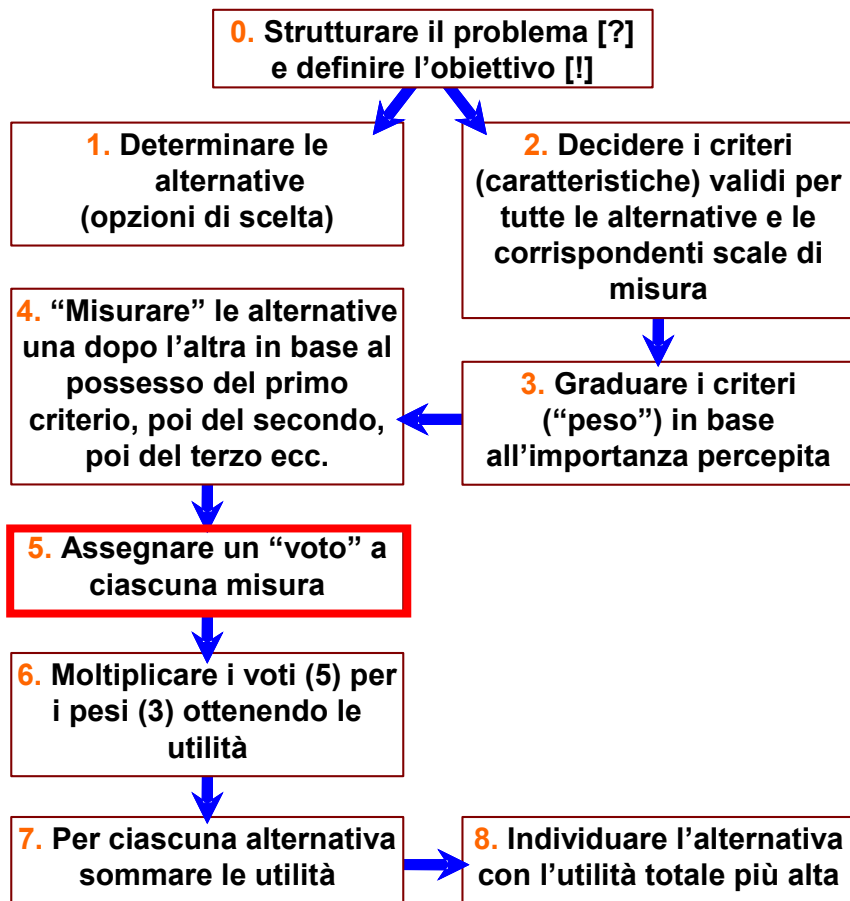 0. Strutturare il problema [?]
e definire l’obiettivo [!]
1. Determinare le
alternative
(opzioni di scelta)
2. Decidere i criteri
(caratteristiche) validi per
tutte le alternative e le
corrispondenti scale di
misura
3. Graduare i criteri
(“peso”) in base
all’importanza percepita
4. “Misurare” le alternative
una dopo l’altra in base al
possesso del primo
criterio, poi del secondo,
poi del terzo ecc.
5. Assegnare un “voto” a
ciascuna misura
6. Moltiplicare i voti (5) per
i pesi (3) ottenendo le
utilità
7. Per ciascuna alternativa
sommare le utilità
8. Individuare l’alternativa
con l’utilità totale più alta